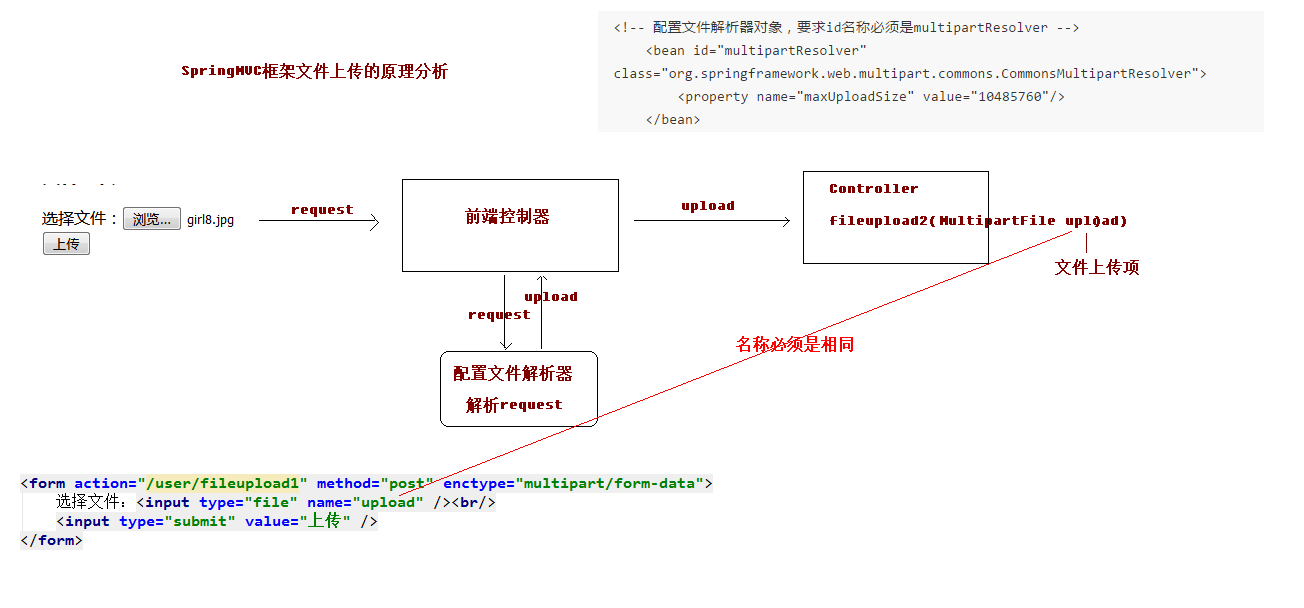 <!-- 配置文件解析器对象，要求id名称必须是multipartResolver -->
<bean id="multipartResolver"
class="org.springframework.web.multipart.commons.CommonsMultipartResolver">
<property name="maxUploadSize" value="10485760"/>
</bean>
SpringMVC框架文件上传的原理分析
选择文件：浏览... girl8.jpg
上传
request
前端控制器
upload
Controller
fileupload2(MultipartFile upload)
文件上传项
upload
request
名称必须是相同
配置文件解析器
解析request
<form action="/user/fileupload1" method="post" enctype="multipart/form-data">
选择文件：<input type="file" name="upload" /><br/>
<input type="submit" value="上传" />
</form>